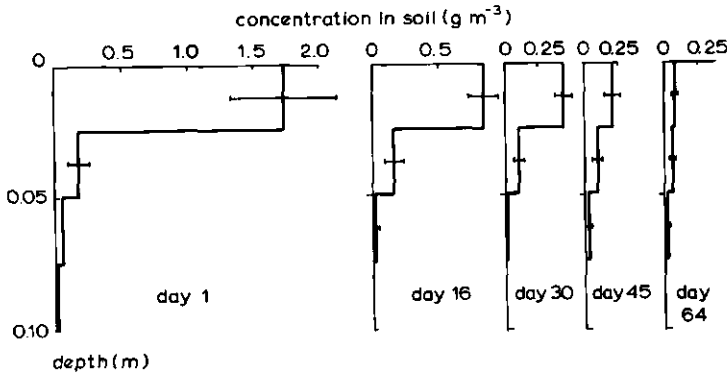 concentration in soil (g m⁻³)
0 0.5 1.0 2.0 0 0.5 0 0.25 0 0.25 0 0.25
0
0.05
0.10
day 1 day 16 day 30 day 45 day
64
depth (m)